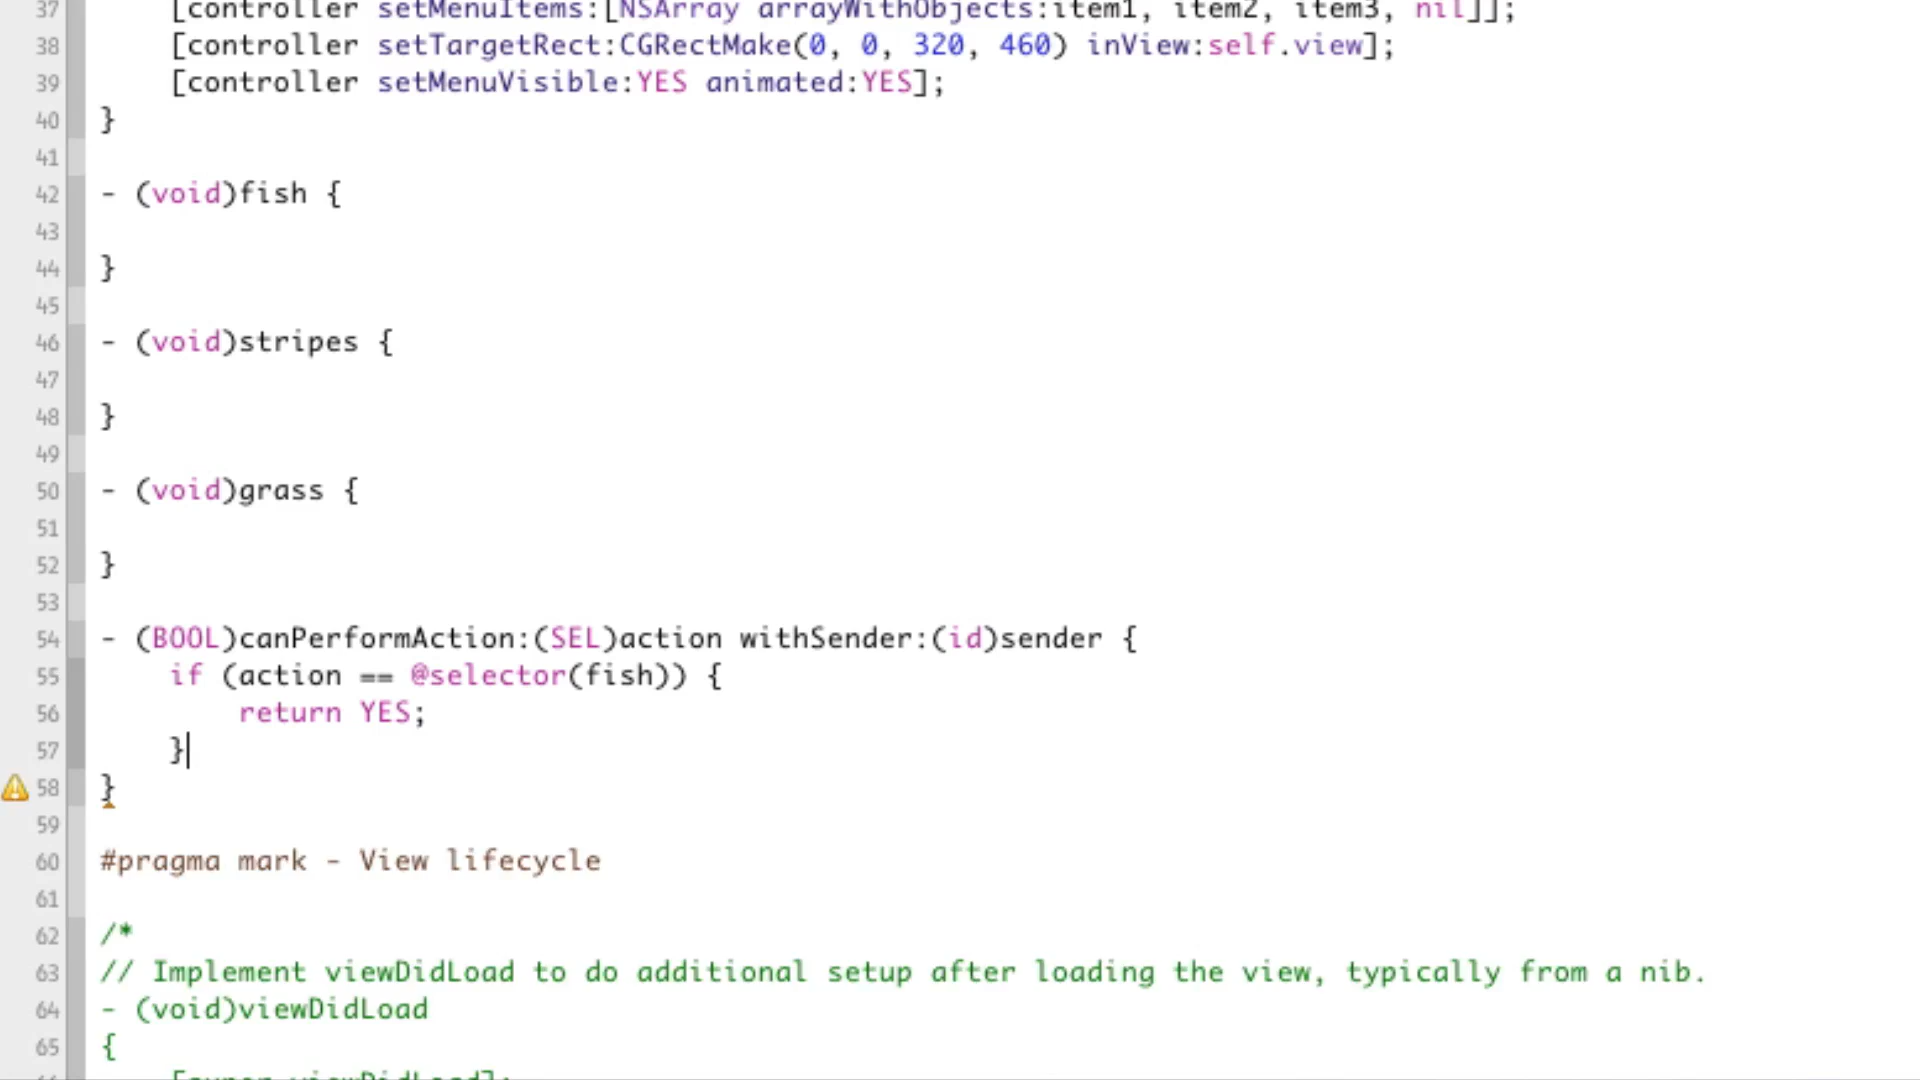 37 [controller setMenuItems:[NSArray arrayWithObjects:item1, item2, item3, nil]];
38 [controller setTargetRect:CGRectMake(0, 0, 320, 460) inView:self.view];
39 [controller setMenuVisible:YES animated:YES];
40 }
41
42 - (void)fish {
43
44 }
45
46 - (void)stripes {
47
48 }
49
50 - (void)grass {
51
52 }
53
54 - (BOOL)canPerformAction:(SEL)action withSender:(id)sender {
55 if (action == @selector(fish)) {
56 return YES;
57 }
58 }
59
60 #pragma mark - View lifecycle
61
62 /*
63 // Implement viewDidLoad to do additional setup after loading the view, typically from a nib.
64 - (void)viewDidLoad
65 {
[super viewDidLoad];